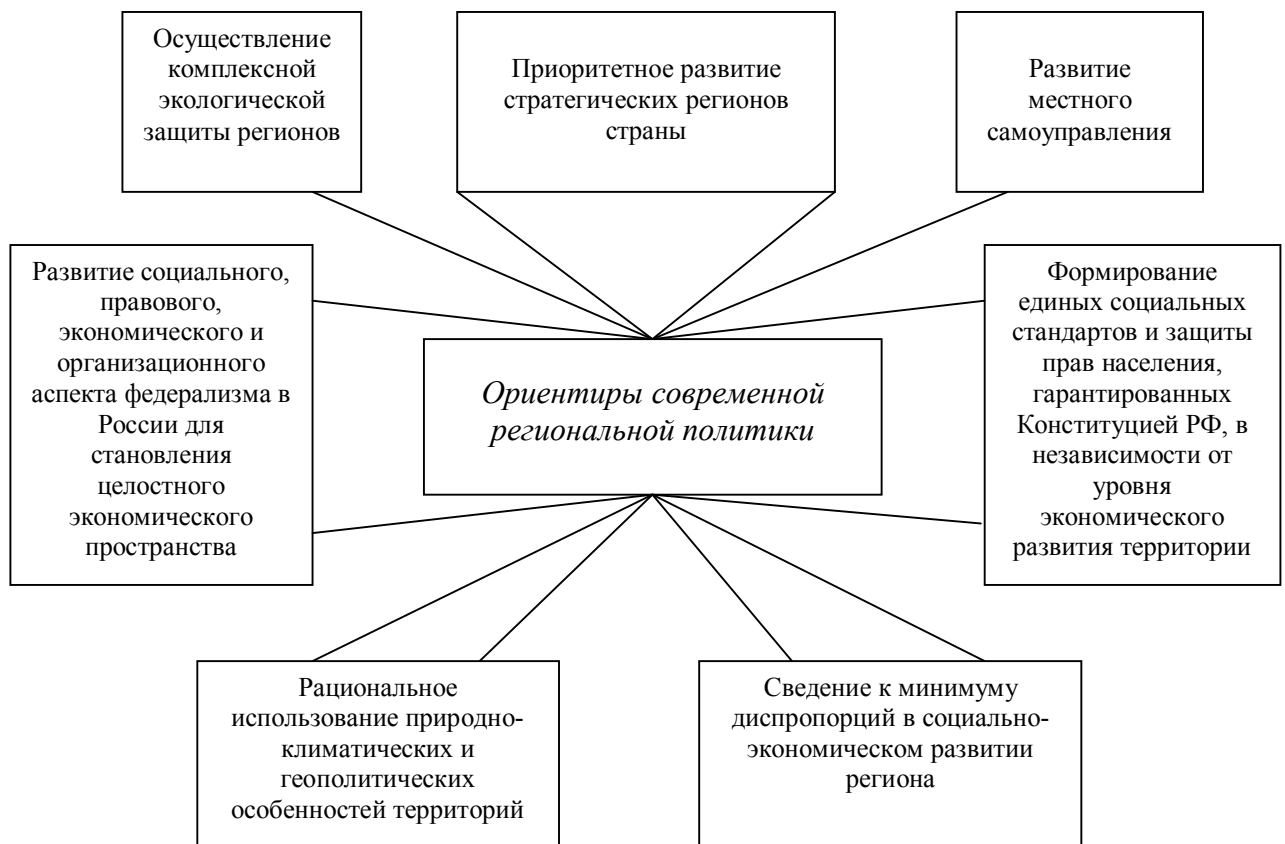 Осуществление
комплексной
экологической
защиты регионов
Приоритетное развитие
стратегических регионов
страны
Развитие
местного
самоуправления
Развитие социального,
правового,
экономического и
организационного
аспекта федерализма в
России для
становления
целостного
экономического
пространства
Ориентиры современной
региональной политики
Формирование
единых социальных
стандартов и защиты
прав населения,
гарантированных
Конституцией РФ, в
независимости от
уровня
экономического
развития территории
Рациональное
использование природно-
климатических и
геополитических
особенностей территорий
Сведение к минимуму
диспропорций в социально-
экономическом развитии
региона